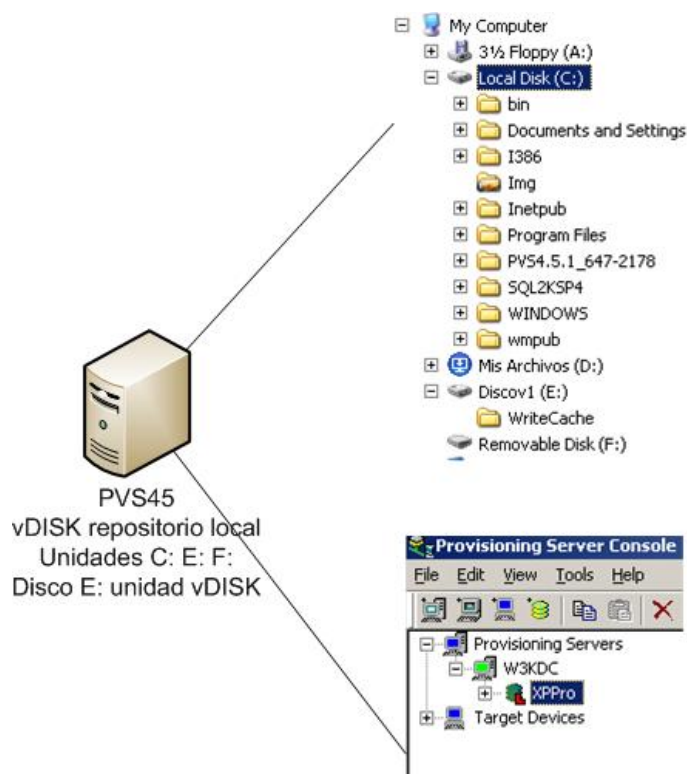 My Computer
3½ Floppy (A:)
Local Disk (C:)
bin
Documents and Settings
I386
Img
Inetpub
Program Files
PVS4.5.1_647-2178
SQL2KSP4
WINDOWS
wmpub
Mis Archivos (D:)
Discov1 (E:)
WriteCache
Removable Disk (F:)
PVS45
vDISK repositorio local
Unidades C: E: F:
Disco E: unidad vDISK
Provisioning Server Console
File Edit View Tools Help
Provisioning Servers
W3KDC
XPPro
Target Devices